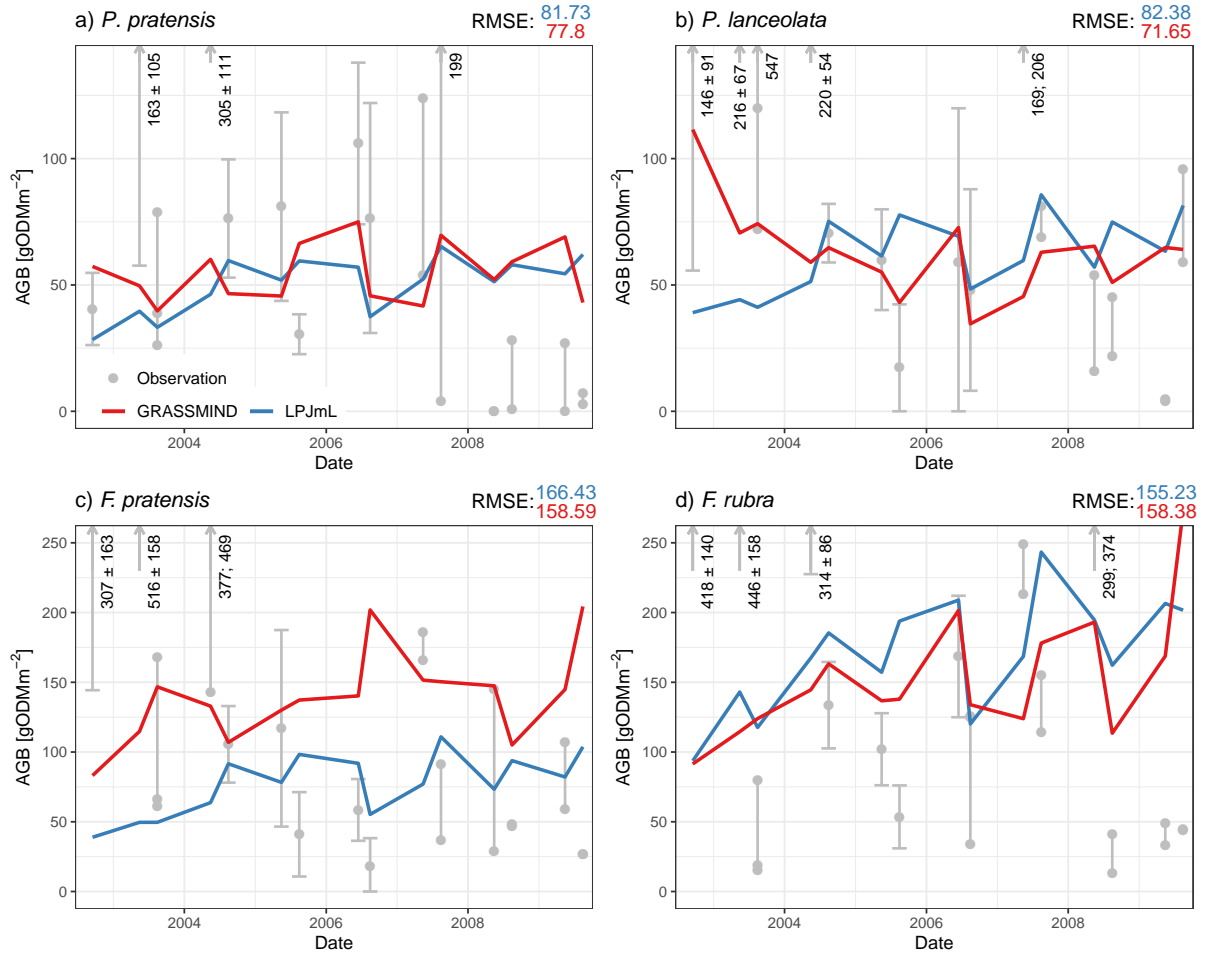 a) P. pratensis
RMSE: 81.73
77.8
163 ± 105
305 ± 111
199
100
50
0
AGB [gODMm⁻²]
Observation
GRASSMIND
LPJmL
2004
2006
2008
Date
b) P. lanceolata
RMSE: 82.38
71.65
146 ± 91
216 ± 67
547
220 ± 54
169; 206
100
50
0
AGB [gODMm⁻²]
2004
2006
2008
Date
c) F. pratensis
RMSE: 166.43
158.59
307 ± 163
516 ± 158
377; 469
250
200
150
100
50
0
AGB [gODMm⁻²]
2004
2006
2008
Date
d) F. rubra
RMSE: 155.23
158.38
418 ± 140
446 ± 158
314 ± 86
299; 374
250
200
150
100
50
0
AGB [gODMm⁻²]
2004
2006
2008
Date